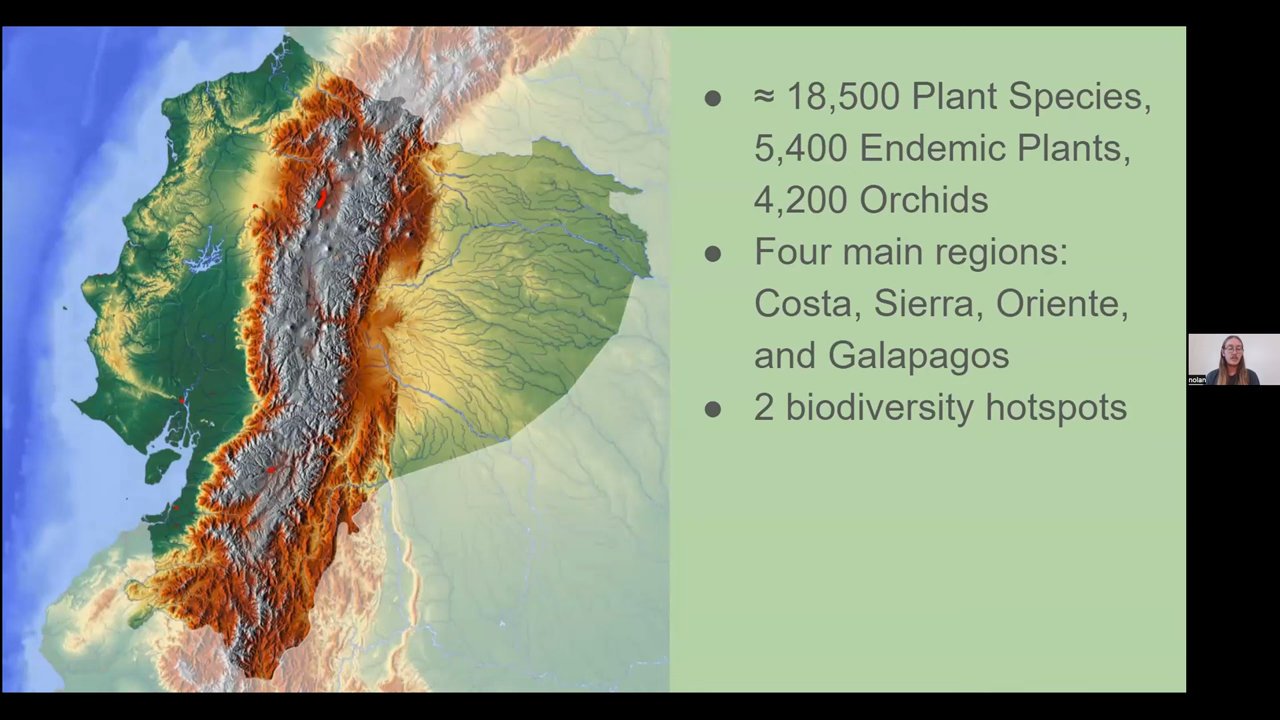 ● ≈ 18,500 Plant Species,
5,400 Endemic Plants,
4,200 Orchids
● Four main regions:
Costa, Sierra, Oriente,
and Galapagos
● 2 biodiversity hotspots
nolan